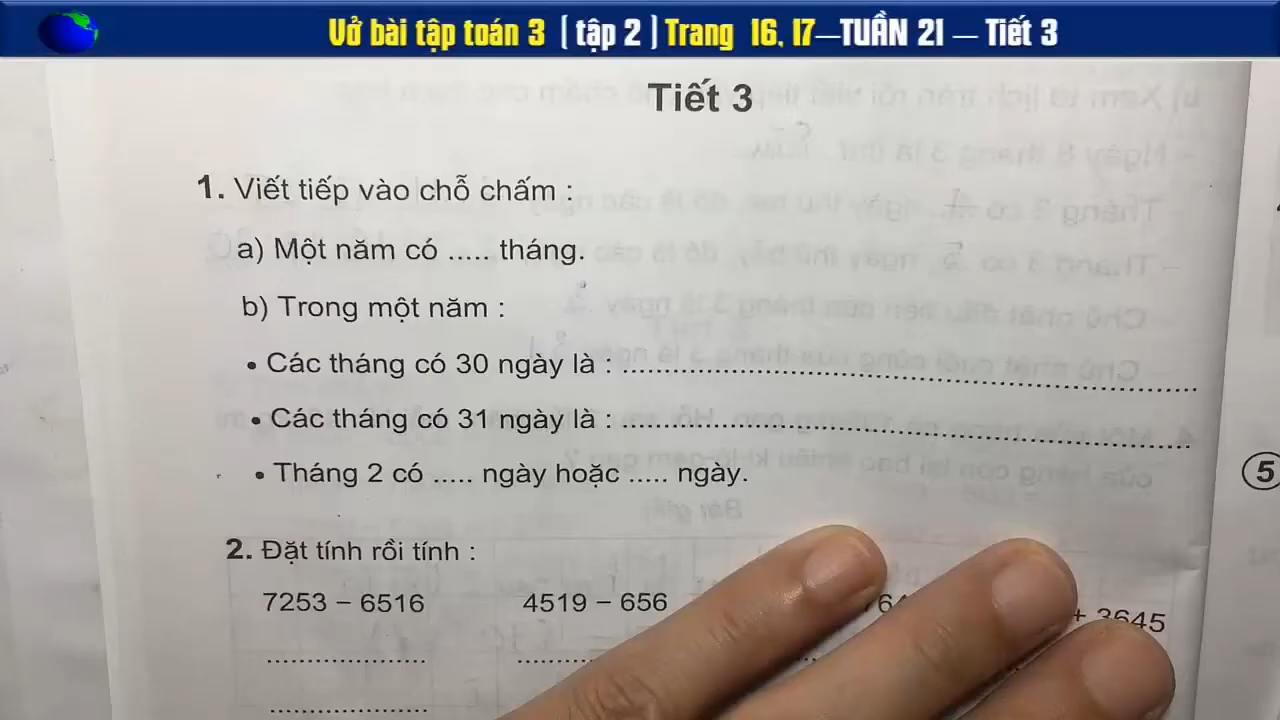 Vở bài tập toán 3 ( tập 2 ) Trang 16, 17–TUẦN 21 – Tiết 3
Tiết 3
1. Viết tiếp vào chỗ chấm :
a) Một năm có ..... tháng.
b) Trong một năm :
• Các tháng có 30 ngày là : ........................................
• Các tháng có 31 ngày là : ........................................
• Tháng 2 có ..... ngày hoặc ..... ngày.
5
2. Đặt tính rồi tính :
7253 – 6516 4519 – 656 + 3645